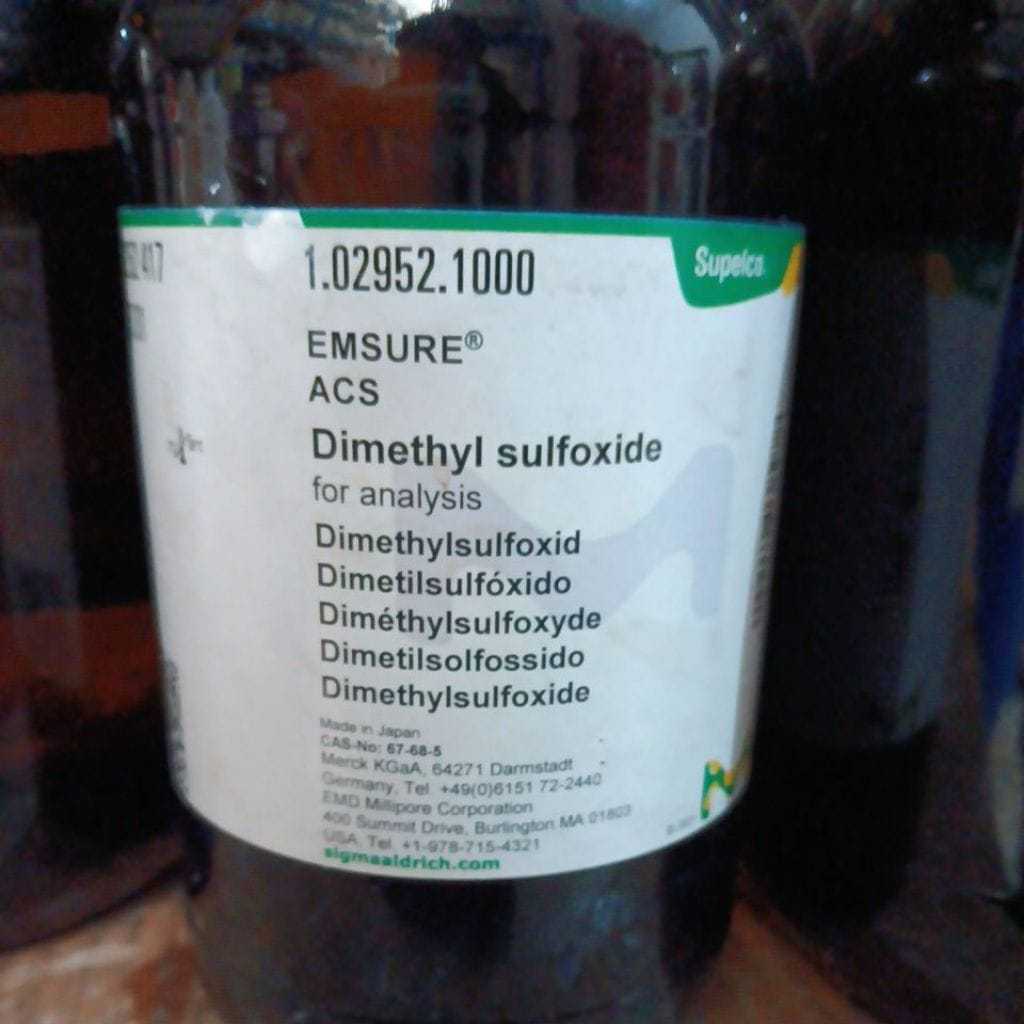 1.02952.1000
Supelco
EMSURE®
ACS
Dimethyl sulfoxide
for analysis
Dimethylsulfoxid
Dimetilsulfóxido
Diméthylsulfoxyde
Dimetilsolfossido
Dimethylsulfoxide
Made in Japan
CAS-No: 67-68-5
Merck KGaA, 64271 Darmstadt
Germany, Tel. +49(0)6151 72-2440
EMD Millipore Corporation
400 Summit Drive, Burlington MA 01803
USA, Tel. +1-978-715-4321
sigmaaldrich.com